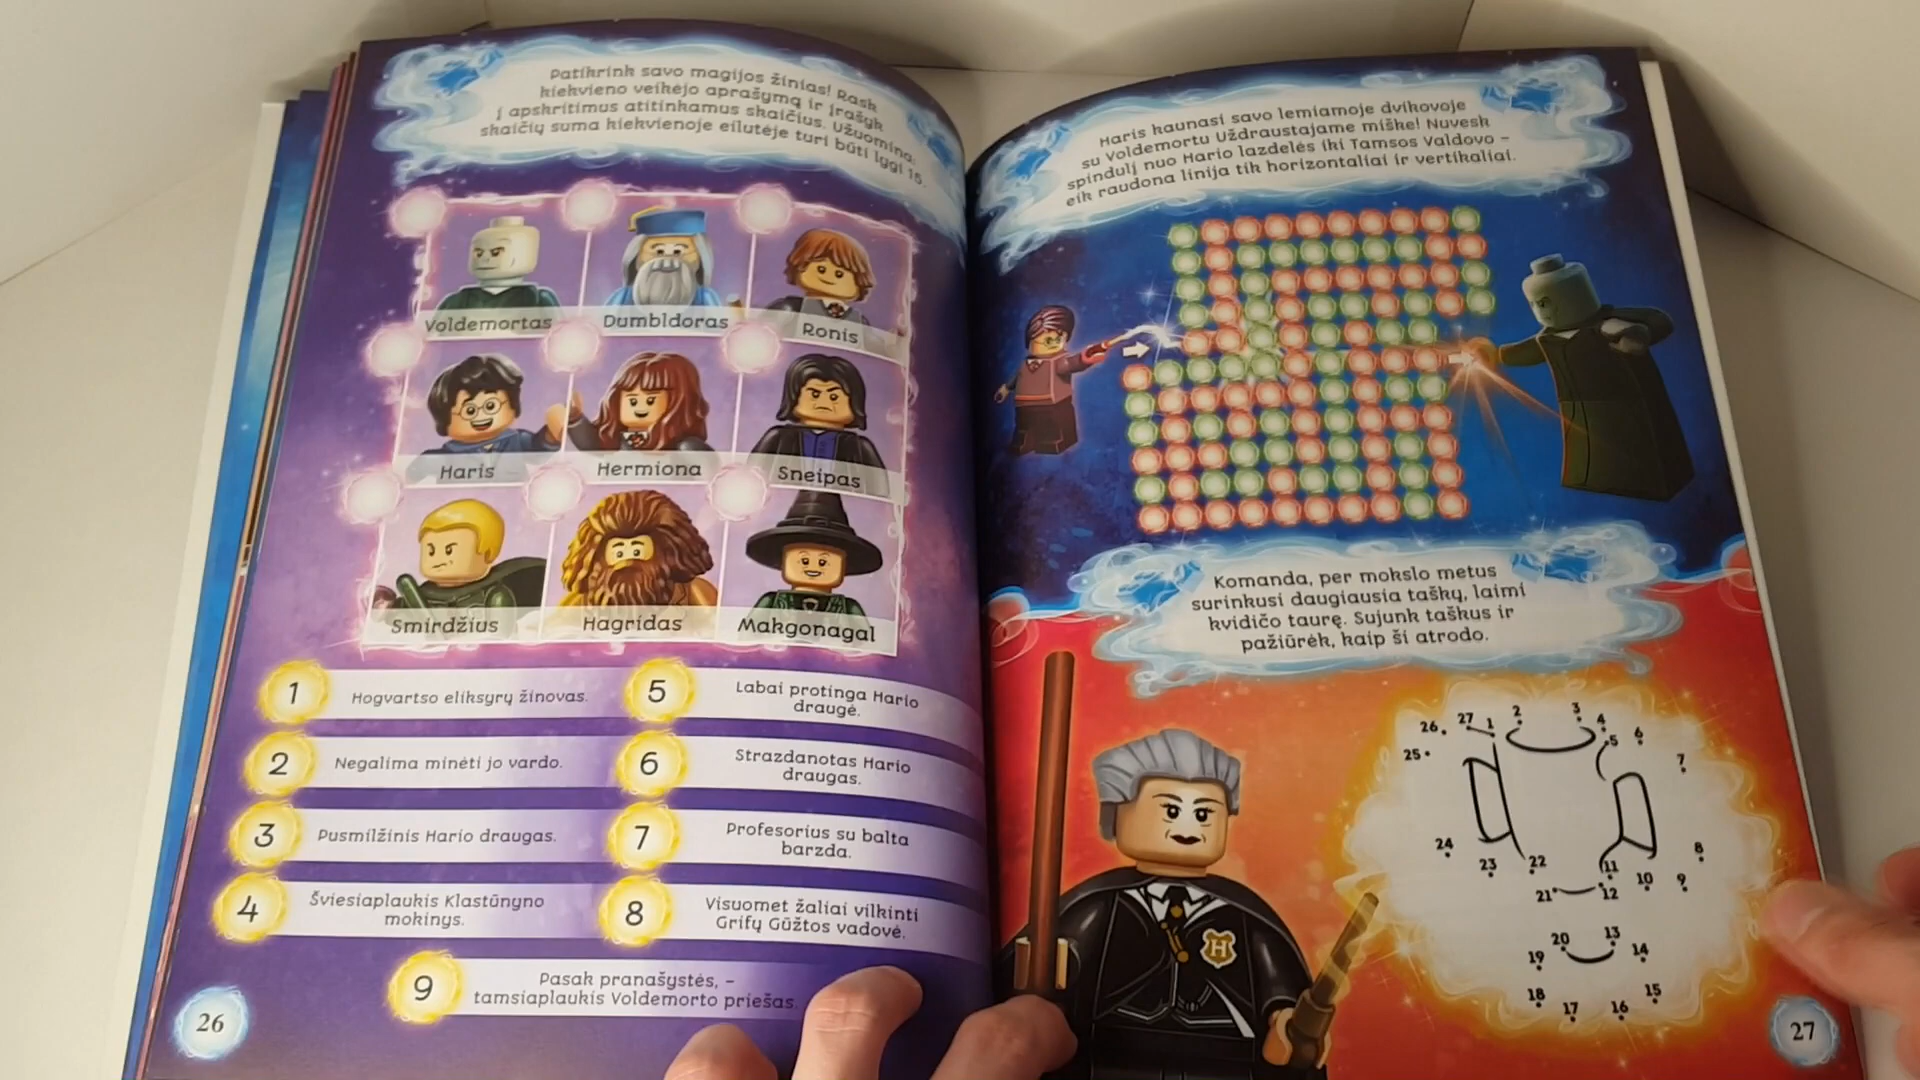 Patikrink savo magijos žinias! Rask
kiekvieno veikėjo aprašymą ir įrašyk
į apskritimus atitinkamus skaičius. Užuomina:
skaičių suma kiekvienoje eilutėje turi būti lygi 15.
Voldemortas
Dumbldoras
Ronis
Haris
Hermiona
Sneipas
Smirdžius
Hagridas
Makgonagal
1 Hogvartso eliksyrų žinovas.
2 Negalima minėti jo vardo.
3 Pusmilžinis Hario draugas.
4 Šviesiaplaukis Klastūnyno
mokinys.
5 Labai protinga Hario
draugė.
6 Strazdanotas Hario
draugas.
7 Profesorius su balta
barzda.
8 Visuomet žaliai vilkinti
Grifų Gūžtos vadovė.
9 Pasak pranašystės, –
tamsiaplaukis Voldemorto priešas.
26
Haris kaunasi savo lemiamoje dvikovoje
su Voldemortu Uždraustajame miške! Nuvesk
spindulį nuo Hario lazdelės iki Tamsos Valdovo –
eik raudona linija tik horizontaliai ir vertikaliai.
Komanda, per mokslo metus
surinkusi daugiausia taškų, laimi
kvidičo taurę. Sujunk taškus ir
pažiūrėk, kaip ši atrodo.
H
26 27 1 2 3 4
25 5 6
7
24 23 22 11 10 9 8
21 12
20 13
19 14
18 17 16 15
27